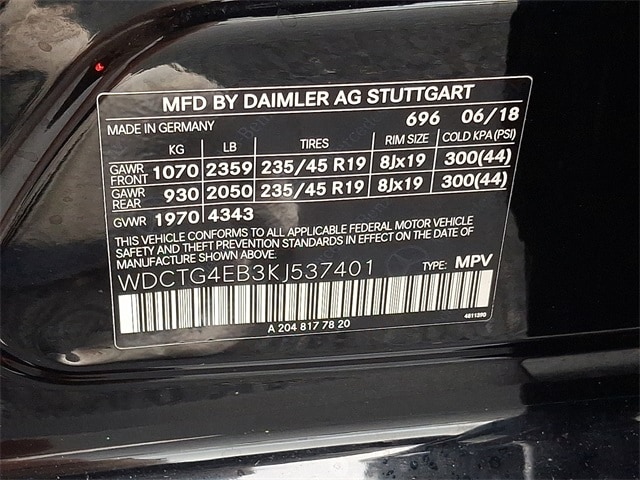 MFD BY DAIMLER AG STUTTGART
MADE IN GERMANY 696 06/18
KG LB TIRES RIM SIZE COLD KPA(PSI)
GAWR FRONT 1070 2359 235/45 R19 8Jx19 300(44)
GAWR REAR 930 2050 235/45 R19 8Jx19 300(44)
GVWR 1970 4343
THIS VEHICLE CONFORMS TO ALL APPLICABLE FEDERAL MOTOR VEHICLE
SAFETY AND THEFT PREVENTION STANDARDS IN EFFECT ON THE DATE OF
MANUFACTURE SHOWN ABOVE.
WDCTG4EB3KJ537401 TYPE: MPV
A 204 817 78 20